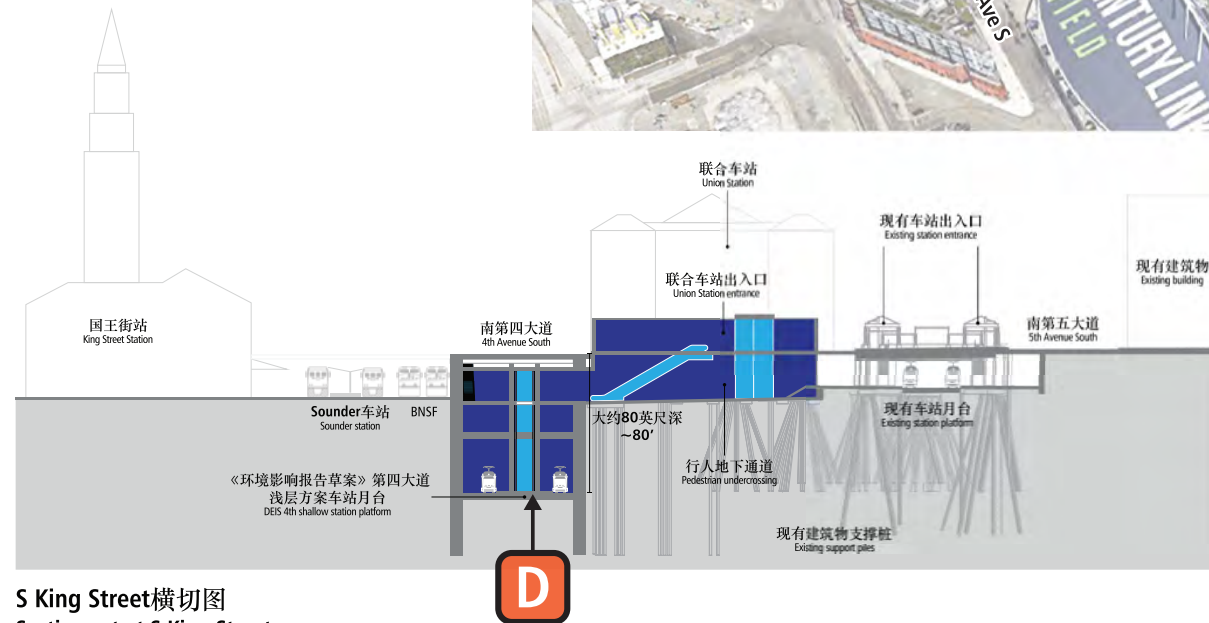 Ave S
FIELD
CENTURYLINK
联合车站
Union Station
现有车站出入口
Existing station entrance
现有建筑物
Existing building
联合车站出入口
Union Station entrance
国王街站
King Street Station
南第四大道
4th Avenue South
南第五大道
5th Avenue South
Sounder车站
Sounder station
BNSF
大约80英尺深
~80’
现有车站月台
Existing station platform
行人地下通道
Pedestrian undercrossing
《环境影响报告草案》第四大道
浅层方案车站月台
DEIS 4th shallow station platform
现有建筑物支撑桩
Existing support piles
D
S King Street横切图